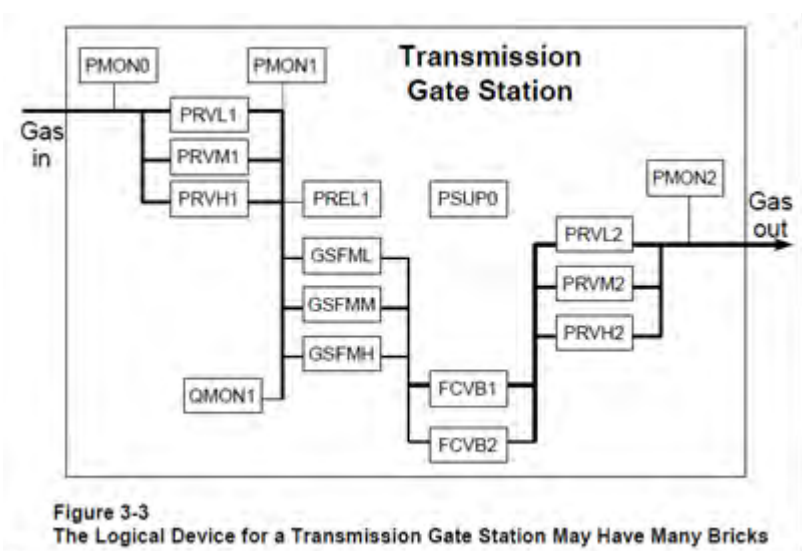 Transmission
Gate Station
PMON0
PMON1
Gas
in
PRVL1
PRVM1
PRVH1
PREL1
PSUP0
PMON2
Gas
out
PRVL2
PRVM2
PRVH2
GSFML
GSFMM
GSFMH
QMON1
FCVB1
FCVB2
Figure 3-3
The Logical Device for a Transmission Gate Station May Have Many Bricks